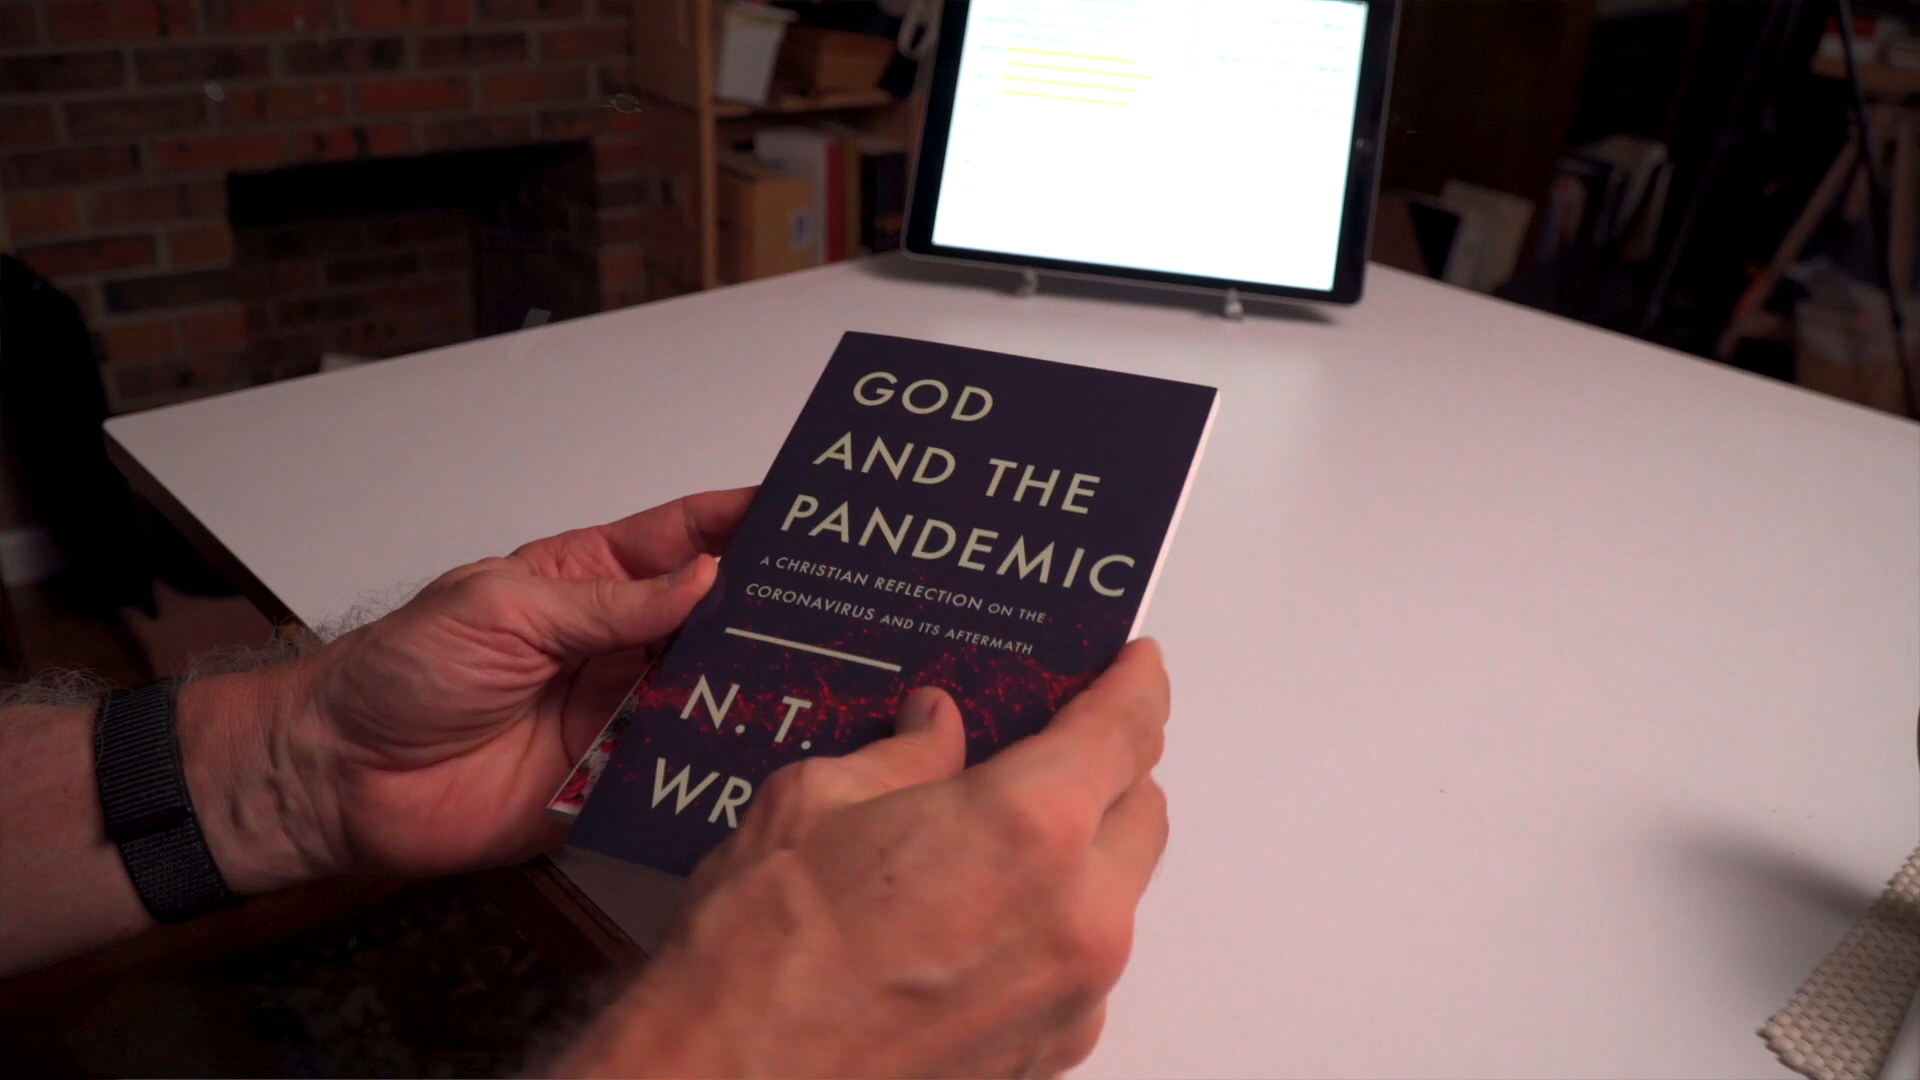 GOD
AND THE
PANDEMIC
A CHRISTIAN REFLECTION ON THE
CORONAVIRUS AND ITS AFTERMATH
N. T.
WR